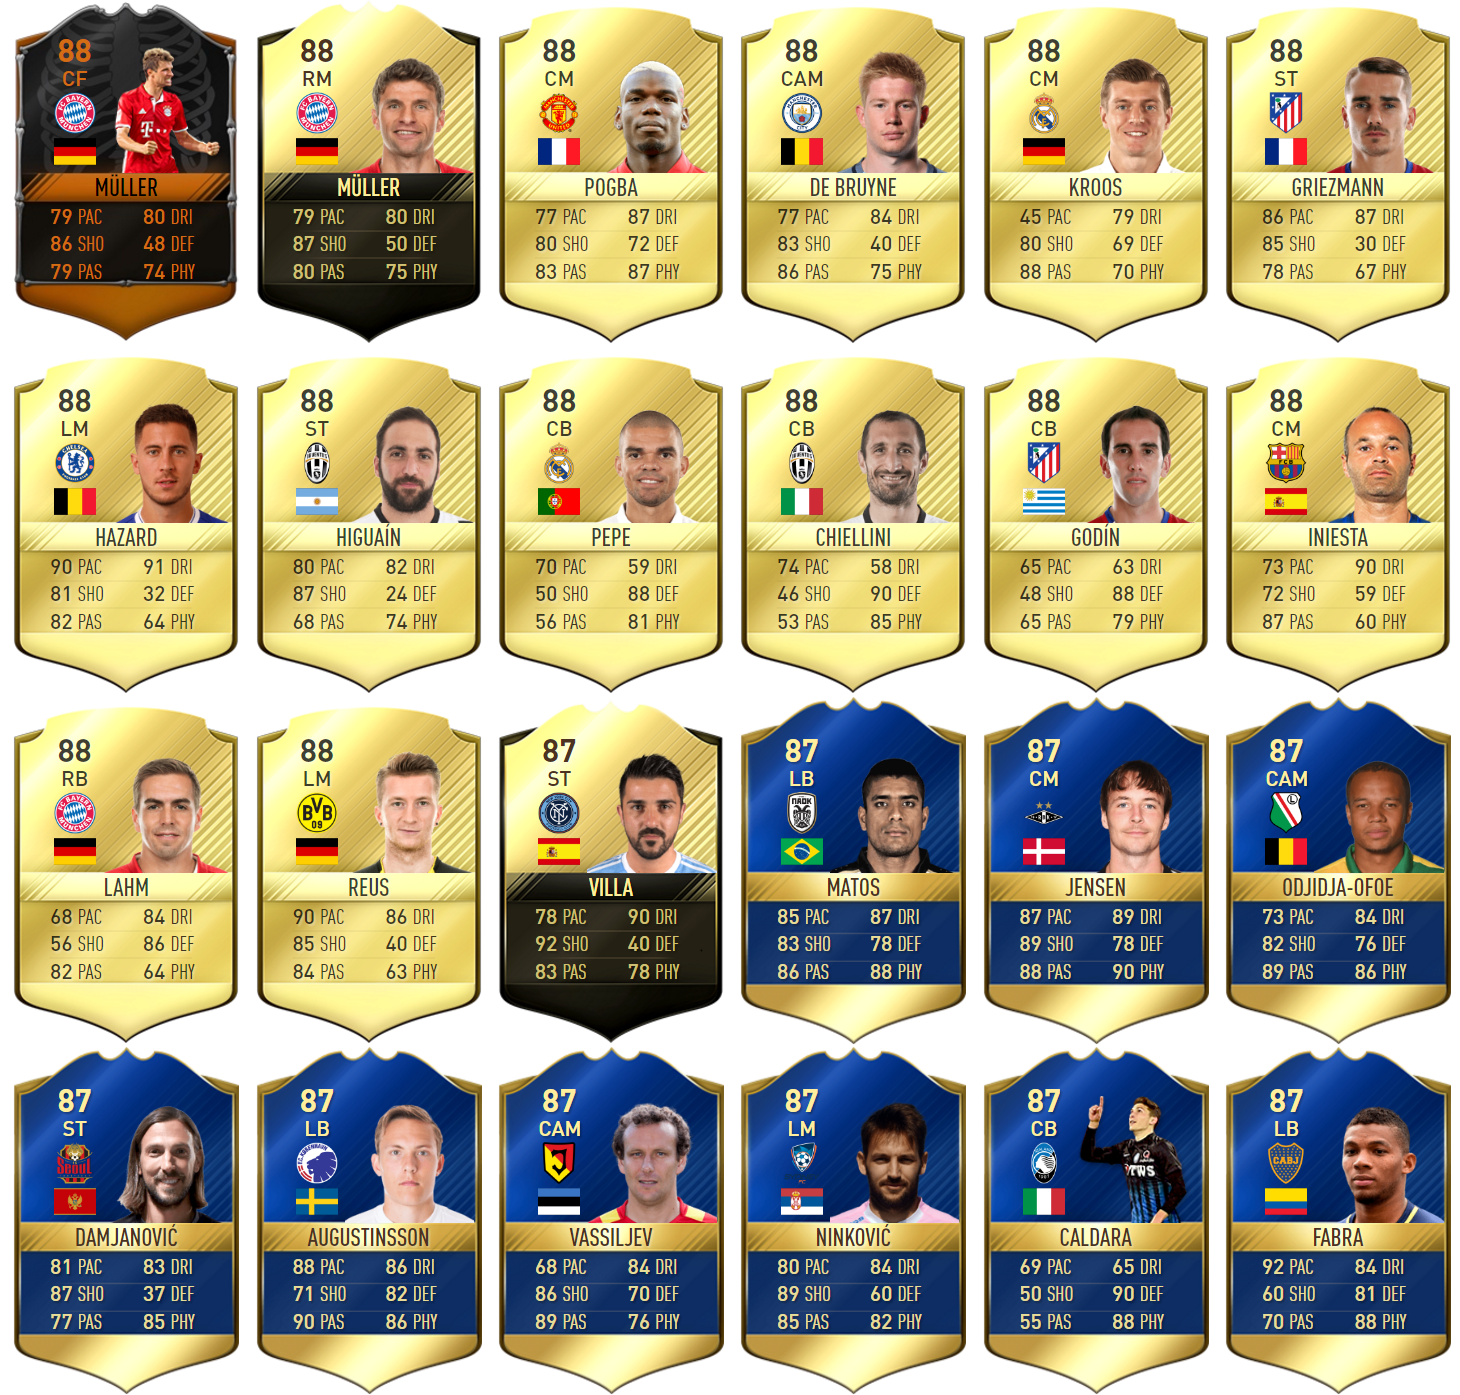 88 88 88 88 88 88
CF RM CM CAM CM ST
MÜLLER MÜLLER POGBA DE BRUYNE KROOS GRIEZMANN
79 PAC 80 DRI 79 PAC 80 DRI 77 PAC 87 DRI 77 PAC 84 DRI 45 PAC 79 DRI 86 PAC 87 DRI
86 SHO 48 DEF 87 SHO 50 DEF 80 SHO 72 DEF 83 SHO 40 DEF 80 SHO 69 DEF 85 SHO 30 DEF
79 PAS 74 PHY 80 PAS 75 PHY 83 PAS 87 PHY 86 PAS 75 PHY 88 PAS 70 PHY 78 PAS 67 PHY
88 88 88 88 88 88
LM ST CB CB CB CM
HAZARD HIGUAÍN PEPE CHIELLINI GODÍN INIESTA
90 PAC 91 DRI 80 PAC 82 DRI 70 PAC 59 DRI 74 PAC 58 DRI 65 PAC 63 DRI 73 PAC 90 DRI
81 SHO 32 DEF 87 SHO 24 DEF 50 SHO 88 DEF 46 SHO 90 DEF 48 SHO 88 DEF 72 SHO 59 DEF
82 PAS 64 PHY 68 PAS 74 PHY 56 PAS 81 PHY 53 PAS 85 PHY 65 PAS 79 PHY 87 PAS 60 PHY
88 88 87 87 87 87
RB LM ST LB CM CAM
LAHM REUS VILLA MATOS JENSEN ODJIDJA-OFOE
68 PAC 84 DRI 90 PAC 86 DRI 78 PAC 90 DRI 85 PAC 87 DRI 87 PAC 89 DRI 73 PAC 84 DRI
56 SHO 86 DEF 85 SHO 40 DEF 92 SHO 40 DEF 83 SHO 78 DEF 89 SHO 78 DEF 82 SHO 76 DEF
82 PAS 64 PHY 84 PAS 63 PHY 83 PAS 78 PHY 86 PAS 88 PHY 88 PAS 90 PHY 89 PAS 86 PHY
87 87 87 87 87 87
ST LB CAM LM CB LB
DAMJANOVIĆ AUGUSTINSSON VASSILJEV NINKOVIĆ CALDARA FABRA
81 PAC 83 DRI 88 PAC 86 DRI 68 PAC 84 DRI 80 PAC 84 DRI 69 PAC 65 DRI 92 PAC 84 DRI
87 SHO 37 DEF 71 SHO 82 DEF 86 SHO 70 DEF 89 SHO 60 DEF 50 SHO 90 DEF 60 SHO 81 DEF
77 PAS 85 PHY 90 PAS 86 PHY 89 PAS 76 PHY 85 PAS 82 PHY 55 PAS 88 PHY 70 PAS 88 PHY